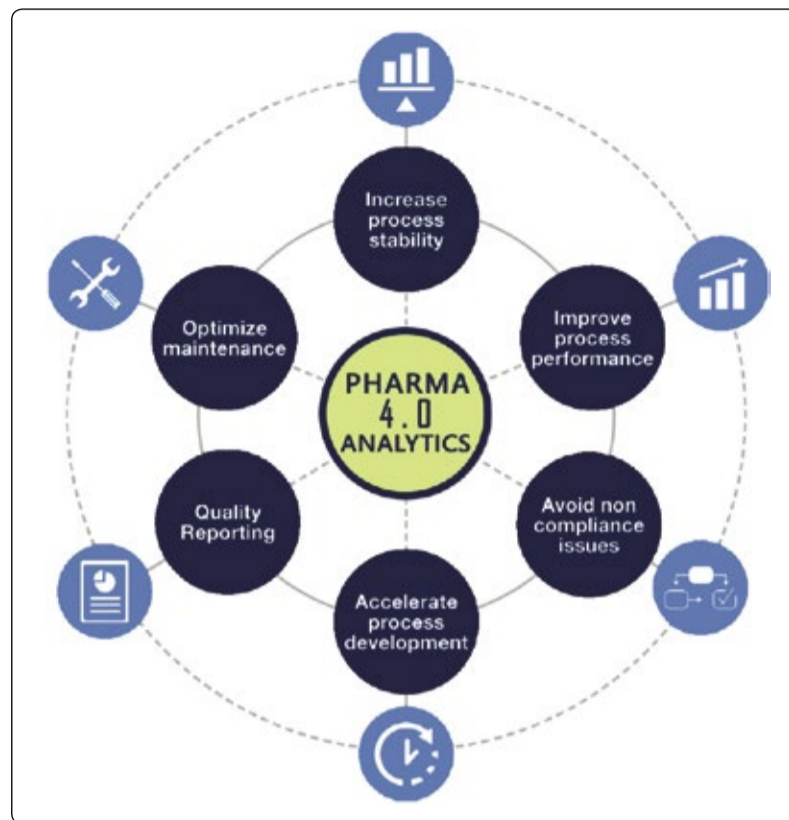 Increase
process
stability
Improve
process
performance
Avoid non
compliance
issues
Accelerate
process
development
Quality
Reporting
Optimize
maintenance
PHARMA
4.0
ANALYTICS